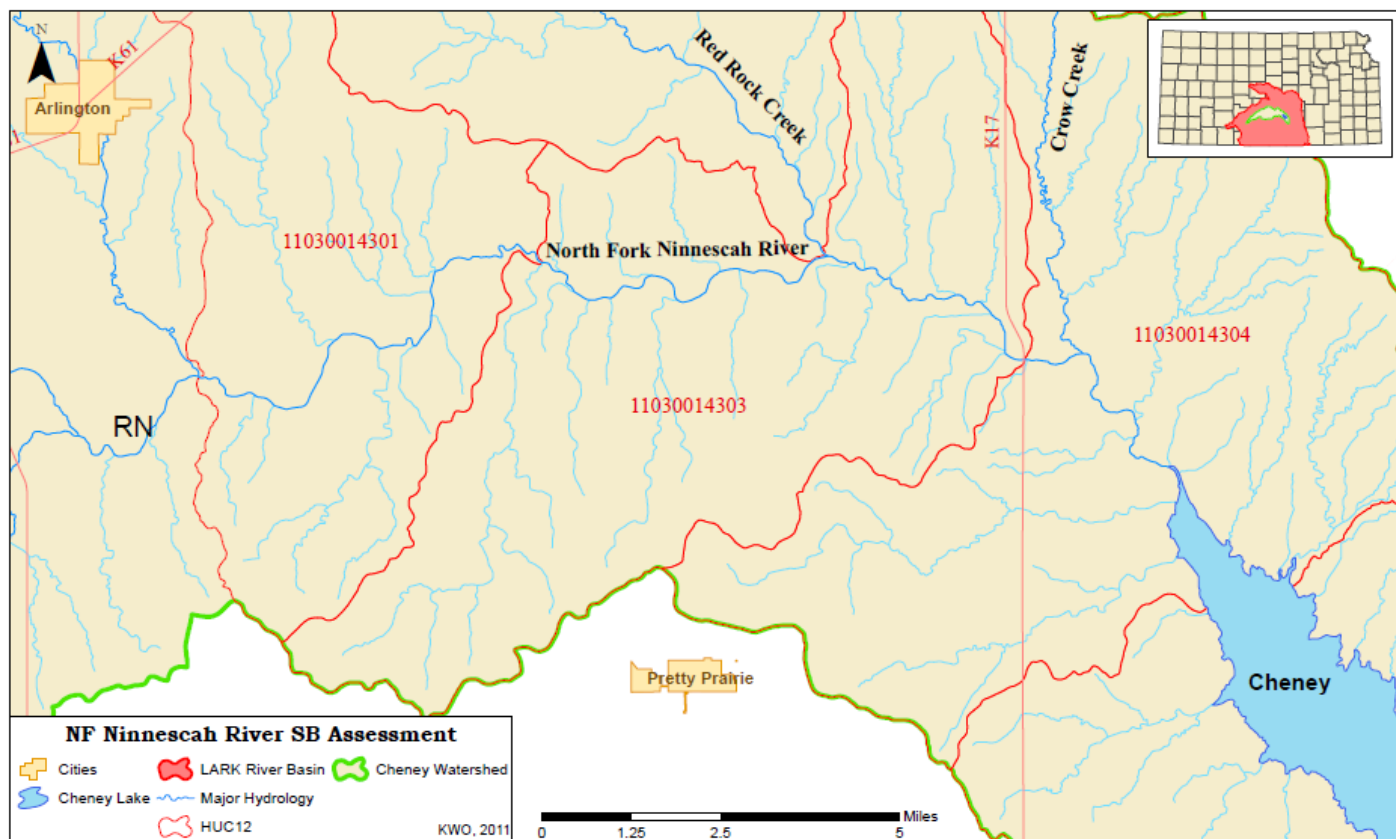 N
K61
Arlington
61
Red Rock Creek
K17
Crow Creek
11030014301
North Fork Ninnescah River
11030014304
11030014303
RN
Pretty Prairie
Cheney
NF Ninnescah River SB Assessment
Cities
LARK River Basin
Cheney Watershed
Cheney Lake
Major Hydrology
HUC12
KWO, 2011
Miles
0 1.25 2.5 5